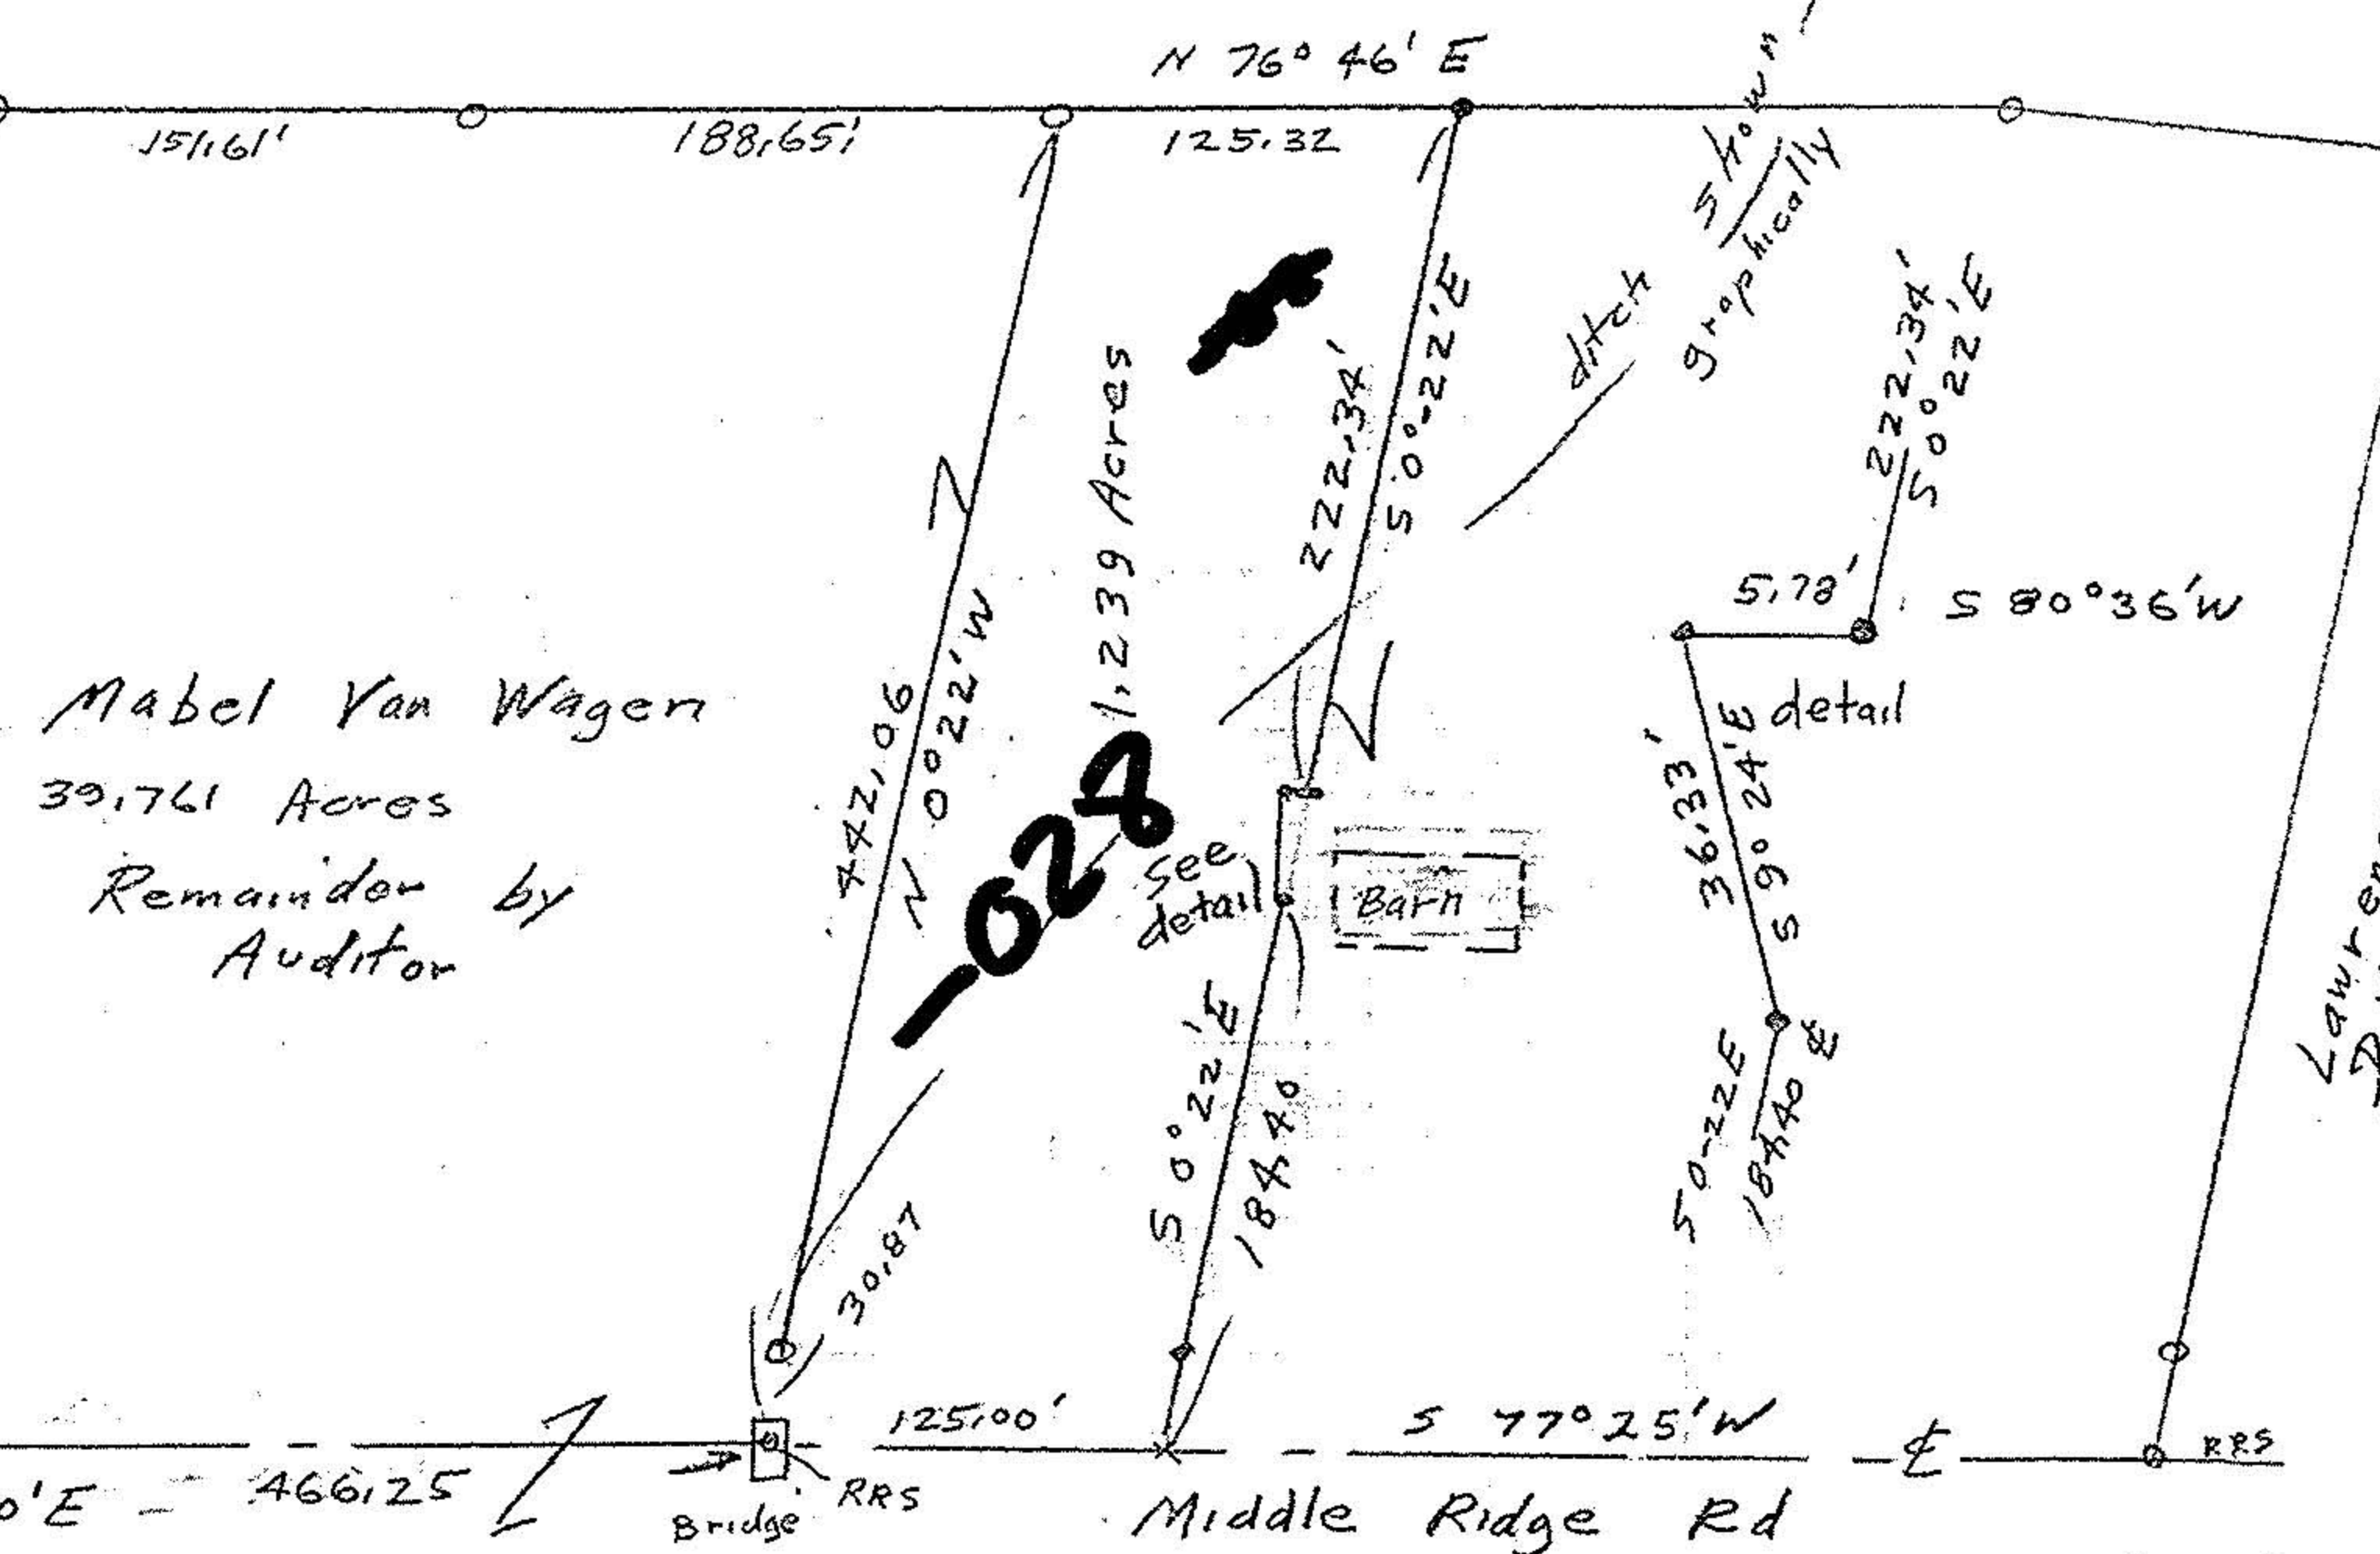 N 76° 46' E
151.61'
188.65'
125.32
shown
graphically
ditch
222.34'
S 0°-22'E
222.34'
S 0° 22'E
1.239 Acres
442.06
N 0° 22'W
5.78'
S 80° 36'W
detail
36.33'
S 9° 24'E
Mabel Van Wagen
39.761 Acres
Remainder by
Auditor
-028
See
detail
Barn
S 0° 22'E
184.40
S 0-22E
184.40
30.87
125.00'
S 77° 25'W
℄
RRS
0'E - 466.25
Bridge
RRS
Middle Ridge Rd